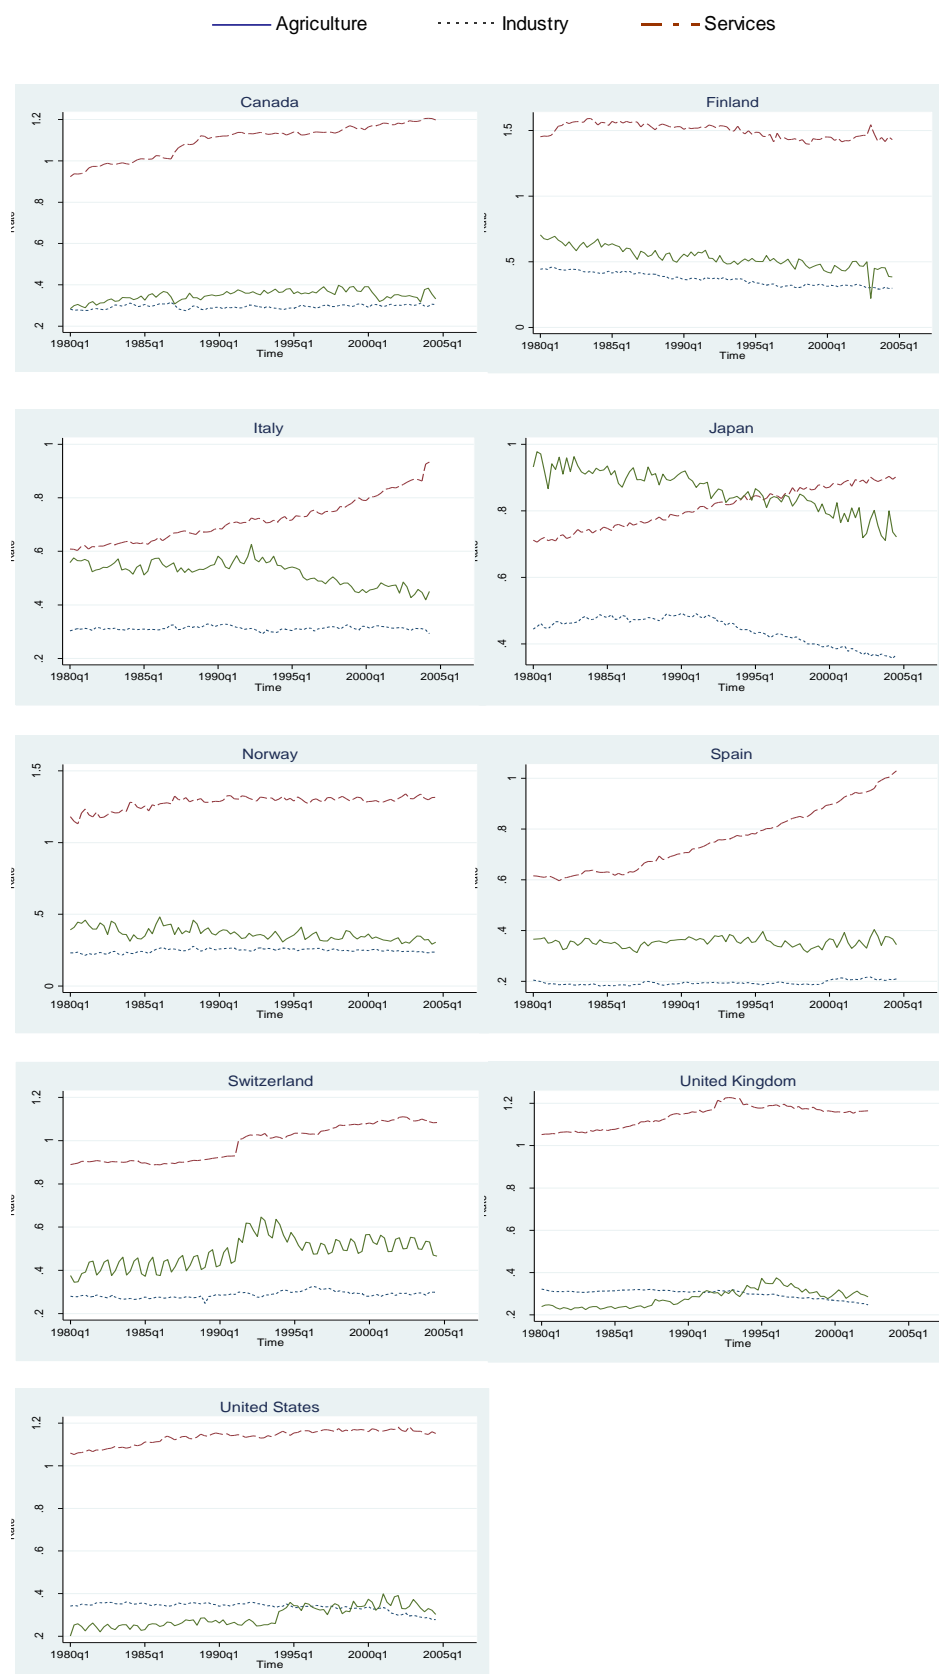 Agriculture Industry Services
Canada Finland
1.2
1
.8
.6
.4
.2
1980q1 1985q1 1990q1 1995q1 2000q1 2005q1
Time
1.5
1
.5
0
1980q1 1985q1 1990q1 1995q1 2000q1 2005q1
Time
Italy Japan
1
.8
.6
.4
.2
1980q1 1985q1 1990q1 1995q1 2000q1 2005q1
Time
1
.8
.6
.4
1980q1 1985q1 1990q1 1995q1 2000q1 2005q1
Time
Norway Spain
1.5
1
.5
0
1980q1 1985q1 1990q1 1995q1 2000q1 2005q1
Time
1
.8
.6
.4
.2
1980q1 1985q1 1990q1 1995q1 2000q1 2005q1
Time
Switzerland United Kingdom
1.2
1
.8
.6
.4
.2
1980q1 1985q1 1990q1 1995q1 2000q1 2005q1
Time
1.2
1
.8
.6
.4
.2
1980q1 1985q1 1990q1 1995q1 2000q1 2005q1
Time
United States
1.2
1
.8
.6
.4
.2
1980q1 1985q1 1990q1 1995q1 2000q1 2005q1
Time